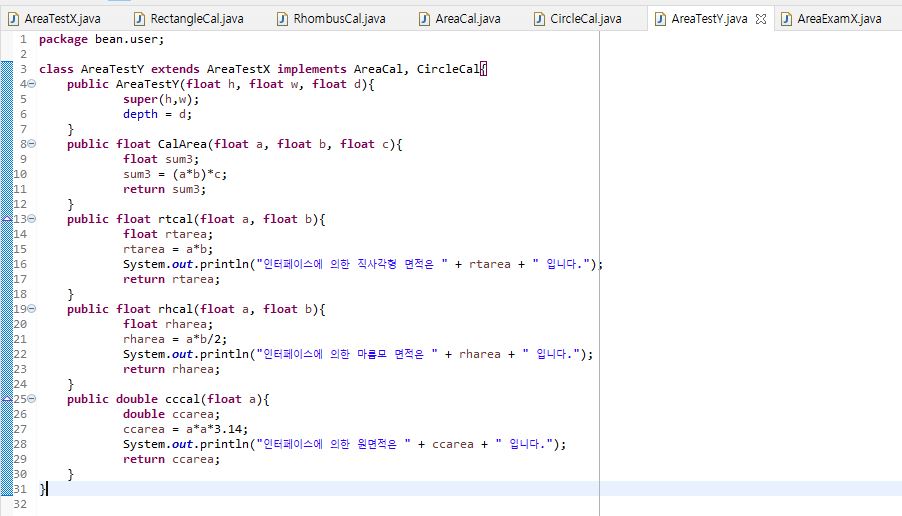 AreaTestX.java RectangleCal.java RhombusCal.java AreaCal.java CircleCal.java AreaTestY.java AreaExamX.java
1 package bean.user;
2
3 class AreaTestY extends AreaTestX implements AreaCal, CircleCal{
4 public AreaTestY(float h, float w, float d){
5 super(h,w);
6 depth = d;
7 }
8 public float CalArea(float a, float b, float c){
9 float sum3;
10 sum3 = (a*b)*c;
11 return sum3;
12 }
13 public float rtcal(float a, float b){
14 float rtarea;
15 rtarea = a*b;
16 System.out.println("인터페이스에 의한 직사각형 면적은 " + rtarea + " 입니다.");
17 return rtarea;
18 }
19 public float rhcal(float a, float b){
20 float rharea;
21 rharea = a*b/2;
22 System.out.println("인터페이스에 의한 마름모 면적은 " + rharea + " 입니다.");
23 return rharea;
24 }
25 public double cccal(float a){
26 double ccarea;
27 ccarea = a*a*3.14;
28 System.out.println("인터페이스에 의한 원면적은 " + ccarea + " 입니다.");
29 return ccarea;
30 }
31 }
32